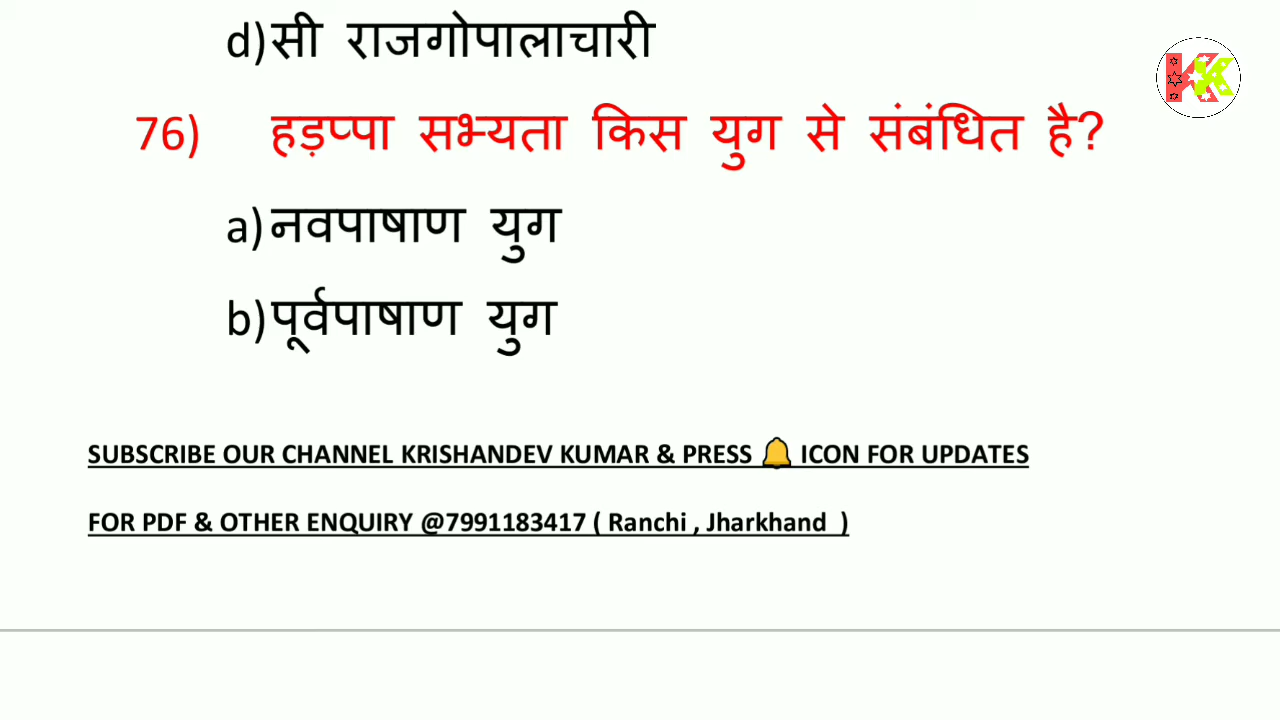 d) सी राजगोपालाचारी
KK
76) हड़प्पा सभ्यता किस युग से संबंधित है?
a) नवपाषाण युग
b) पूर्वपाषाण युग
SUBSCRIBE OUR CHANNEL KRISHANDEV KUMAR & PRESS 🔔 ICON FOR UPDATES
FOR PDF & OTHER ENQUIRY @7991183417 ( Ranchi , Jharkhand )